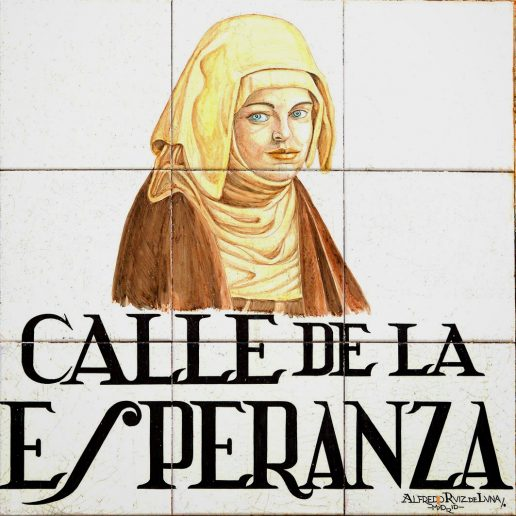 CALLE DE LA
ESPERANZA
ALFREDO RUIZ DE LUNA
-MADRID-